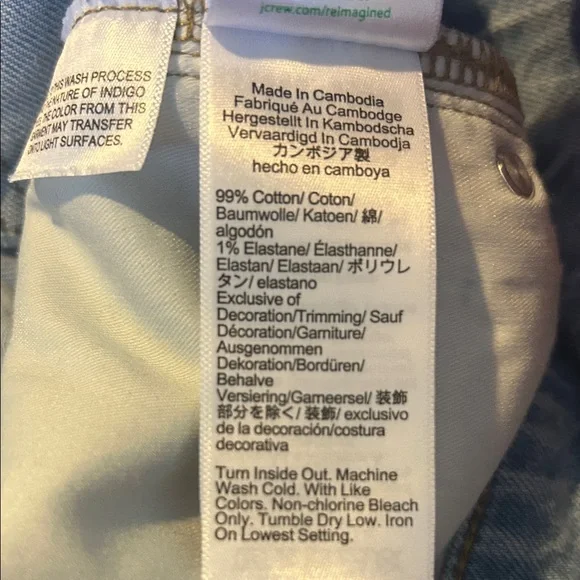 jcrew.com/reimagined
THIS WASH PROCESS
NATURE OF INDIGO
COLOR FROM THIS
GARMENT MAY TRANSFER
ONTO LIGHT SURFACES.
Made In Cambodia
Fabriqué Au Cambodge
Hergestellt In Kambodscha
Vervaardigd In Cambodja
カンボジア製
hecho en camboya
99% Cotton/ Coton/
Baumwolle/ Katoen/ 綿/
algodón
1% Elastane/ Élasthanne/
Elastan/ Elastaan/ ポリウレ
タン/ elastano
Exclusive of
Decoration/Trimming/ Sauf
Décoration/Garniture/
Ausgenommen
Dekoration/Bordüren/
Behalve
Versiering/Garneersel/ 装飾
部分を除く/ 装飾/ exclusivo
de la decoración/costura
decorativa
Turn Inside Out. Machine
Wash Cold. With Like
Colors. Non-chlorine Bleach
Only. Tumble Dry Low. Iron
On Lowest Setting.